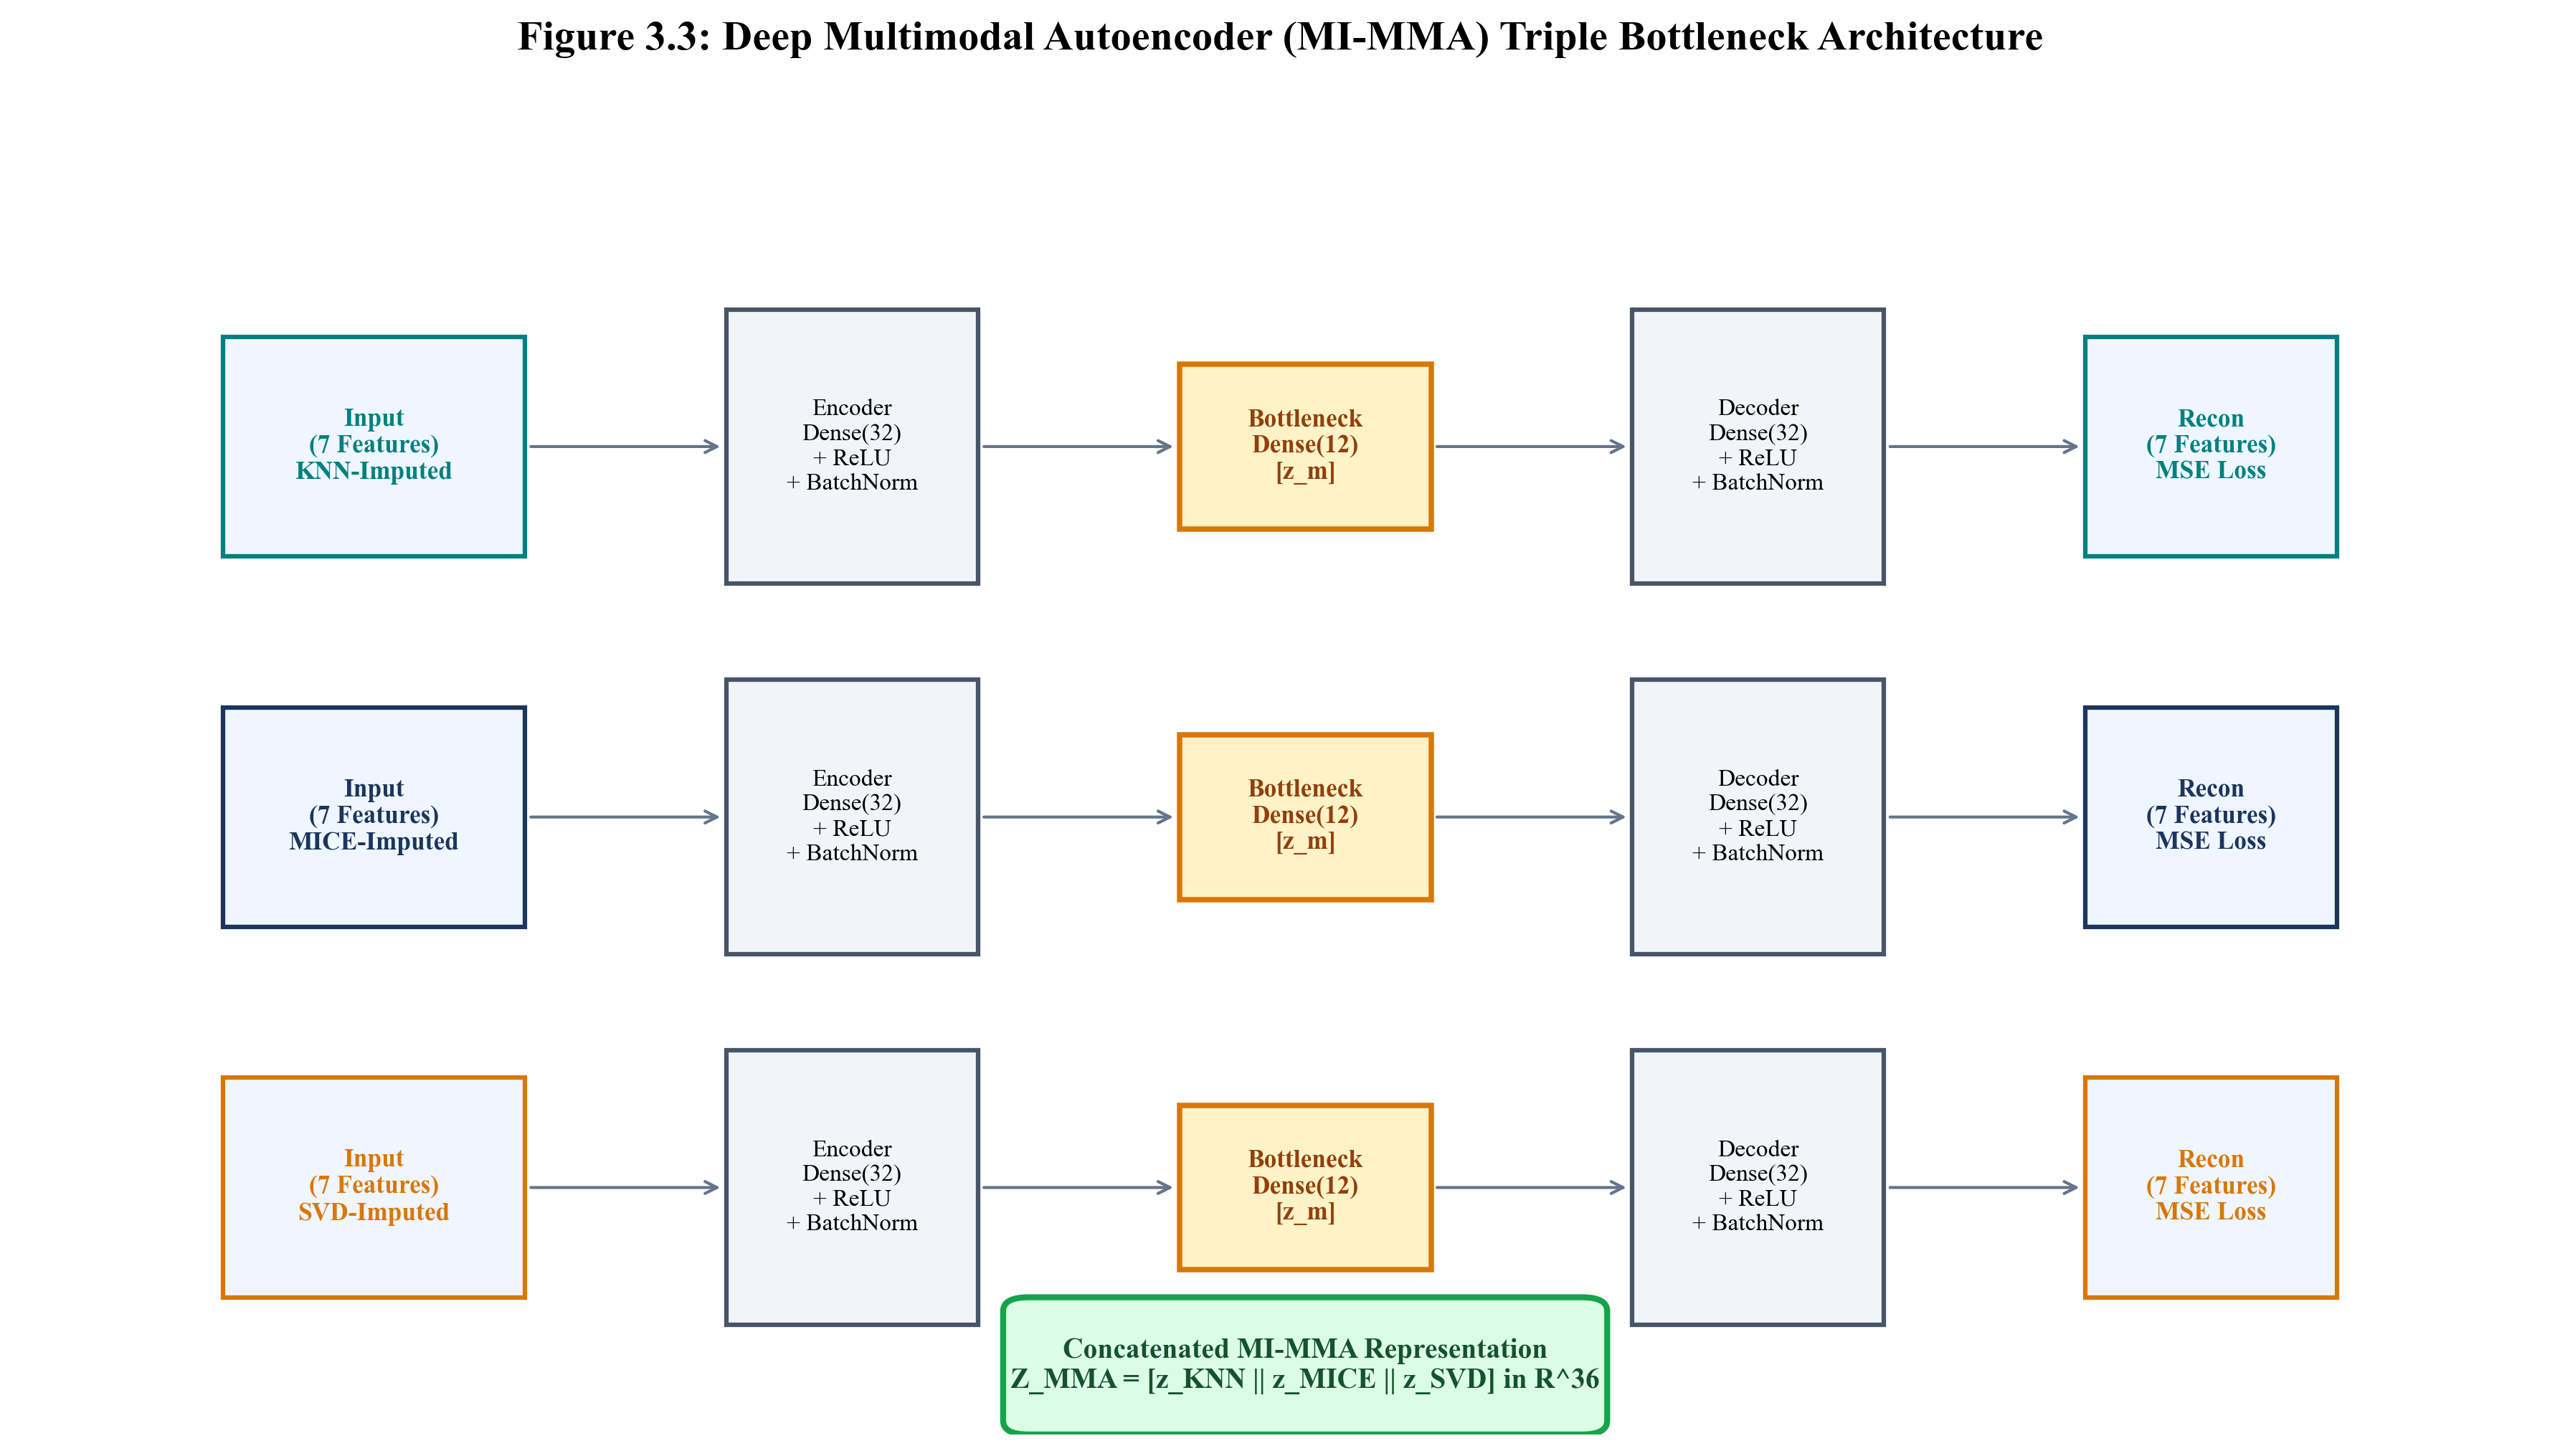 Figure 3.3: Deep Multimodal Autoencoder (MI-MMA) Triple Bottleneck Architecture
Input
(7 Features)
KNN-Imputed
Encoder
Dense(32)
+ ReLU
+ BatchNorm
Bottleneck
Dense(12)
[z_m]
Decoder
Dense(32)
+ ReLU
+ BatchNorm
Recon
(7 Features)
MSE Loss
Input
(7 Features)
MICE-Imputed
Encoder
Dense(32)
+ ReLU
+ BatchNorm
Bottleneck
Dense(12)
[z_m]
Decoder
Dense(32)
+ ReLU
+ BatchNorm
Recon
(7 Features)
MSE Loss
Input
(7 Features)
SVD-Imputed
Encoder
Dense(32)
+ ReLU
+ BatchNorm
Bottleneck
Dense(12)
[z_m]
Decoder
Dense(32)
+ ReLU
+ BatchNorm
Recon
(7 Features)
MSE Loss
Concatenated MI-MMA Representation
Z_MMA = [z_KNN || z_MICE || z_SVD] in R^36